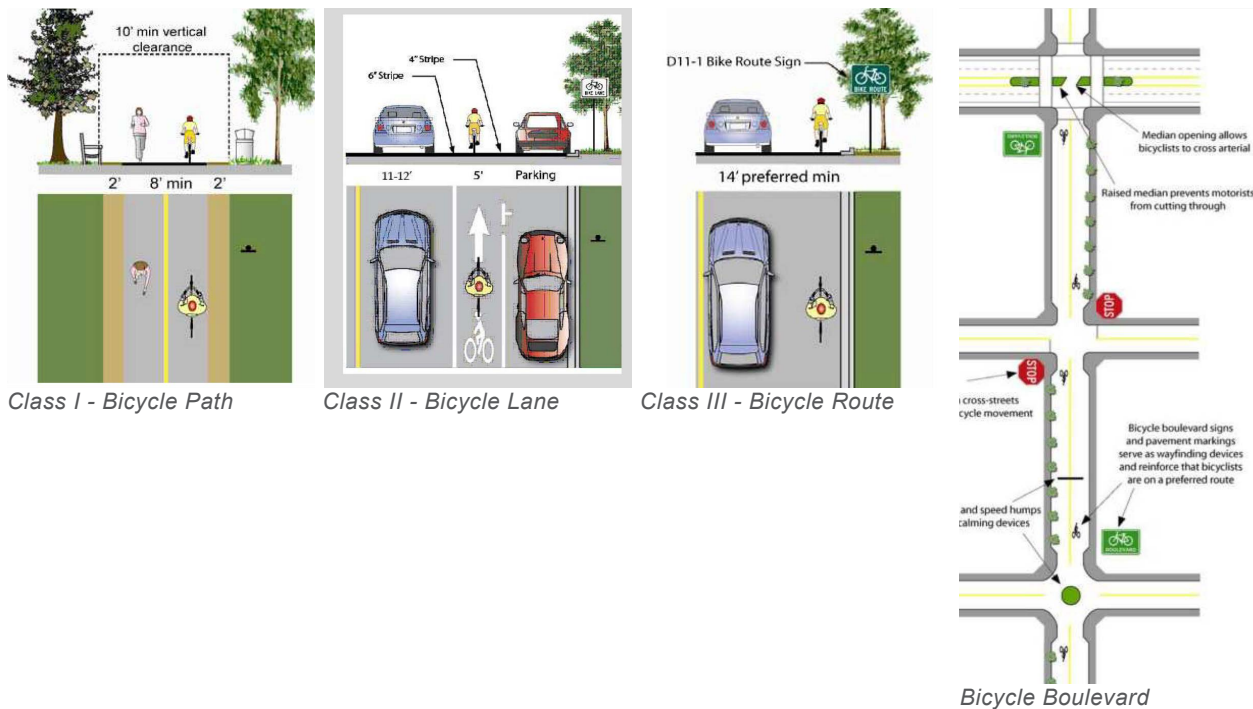 10' min vertical
clearance
2' 8' min 2'
Class I - Bicycle Path
4" Stripe
6" Stripe
BIKE LANE
11-12' 5' Parking
Class II - Bicycle Lane
D11-1 Bike Route Sign
BIKE ROUTE
14' preferred min
Class III - Bicycle Route
Median opening allows
bicyclists to cross arterial
Raised median prevents motorists
from cutting through
STOP
STOP
cross-streets
cycle movement
Bicycle boulevard signs
and pavement markings
serve as wayfinding devices
and reinforce that bicyclists
are on a preferred route
and speed humps
calming devices
BOULEVARD
Bicycle Boulevard